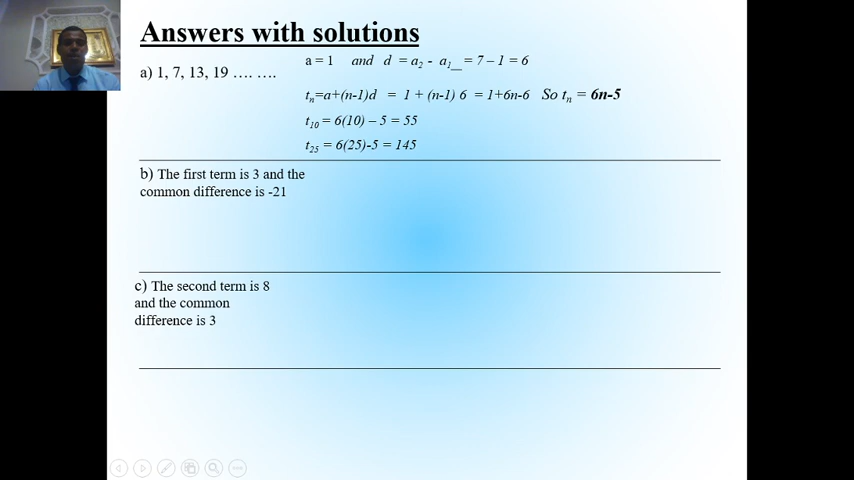 Answers with solutions
a) 1, 7, 13, 19 …. ….
a = 1 and d = a2 - a1__ = 7 – 1 = 6
tn=a+(n-1)d = 1 + (n-1) 6 = 1+6n-6 So tn = 6n-5
t10 = 6(10) – 5 = 55
t25 = 6(25)-5 = 145
b) The first term is 3 and the
common difference is -21
c) The second term is 8
and the common
difference is 3